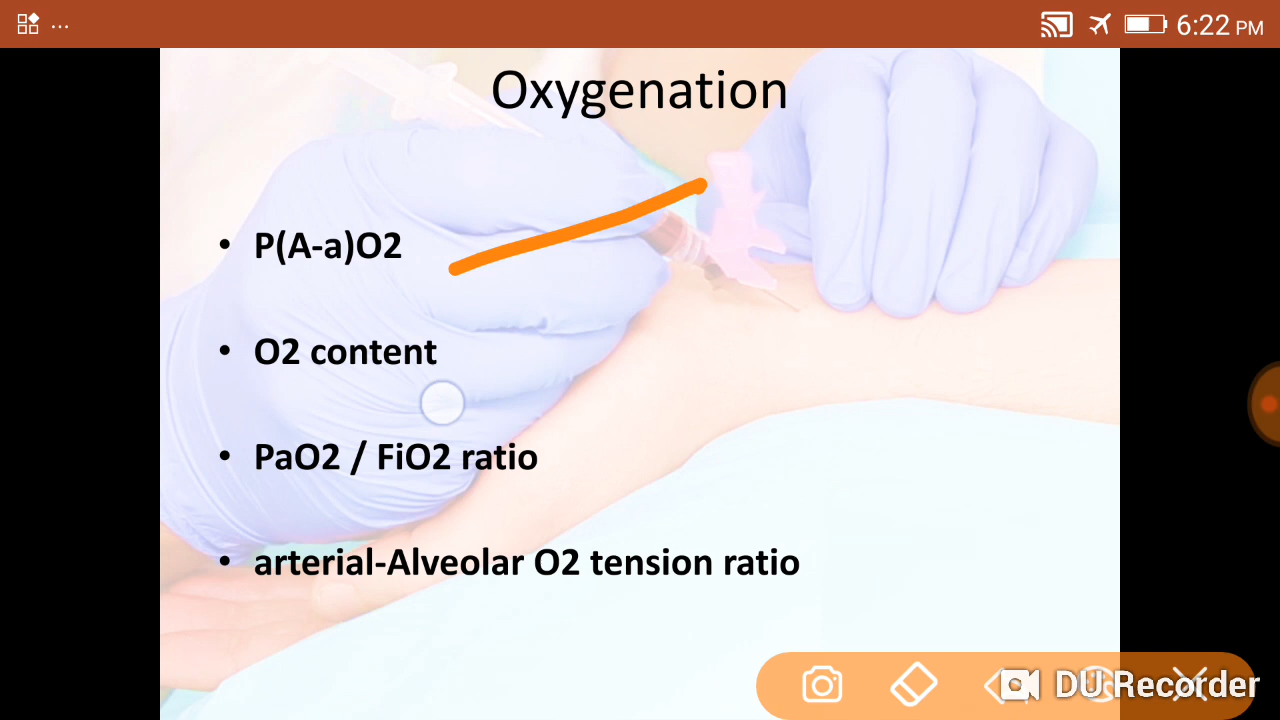 ... 6:22 PM
Oxygenation
• P(A-a)O2
• O2 content
• PaO2 / FiO2 ratio
• arterial-Alveolar O2 tension ratio
DU Recorder